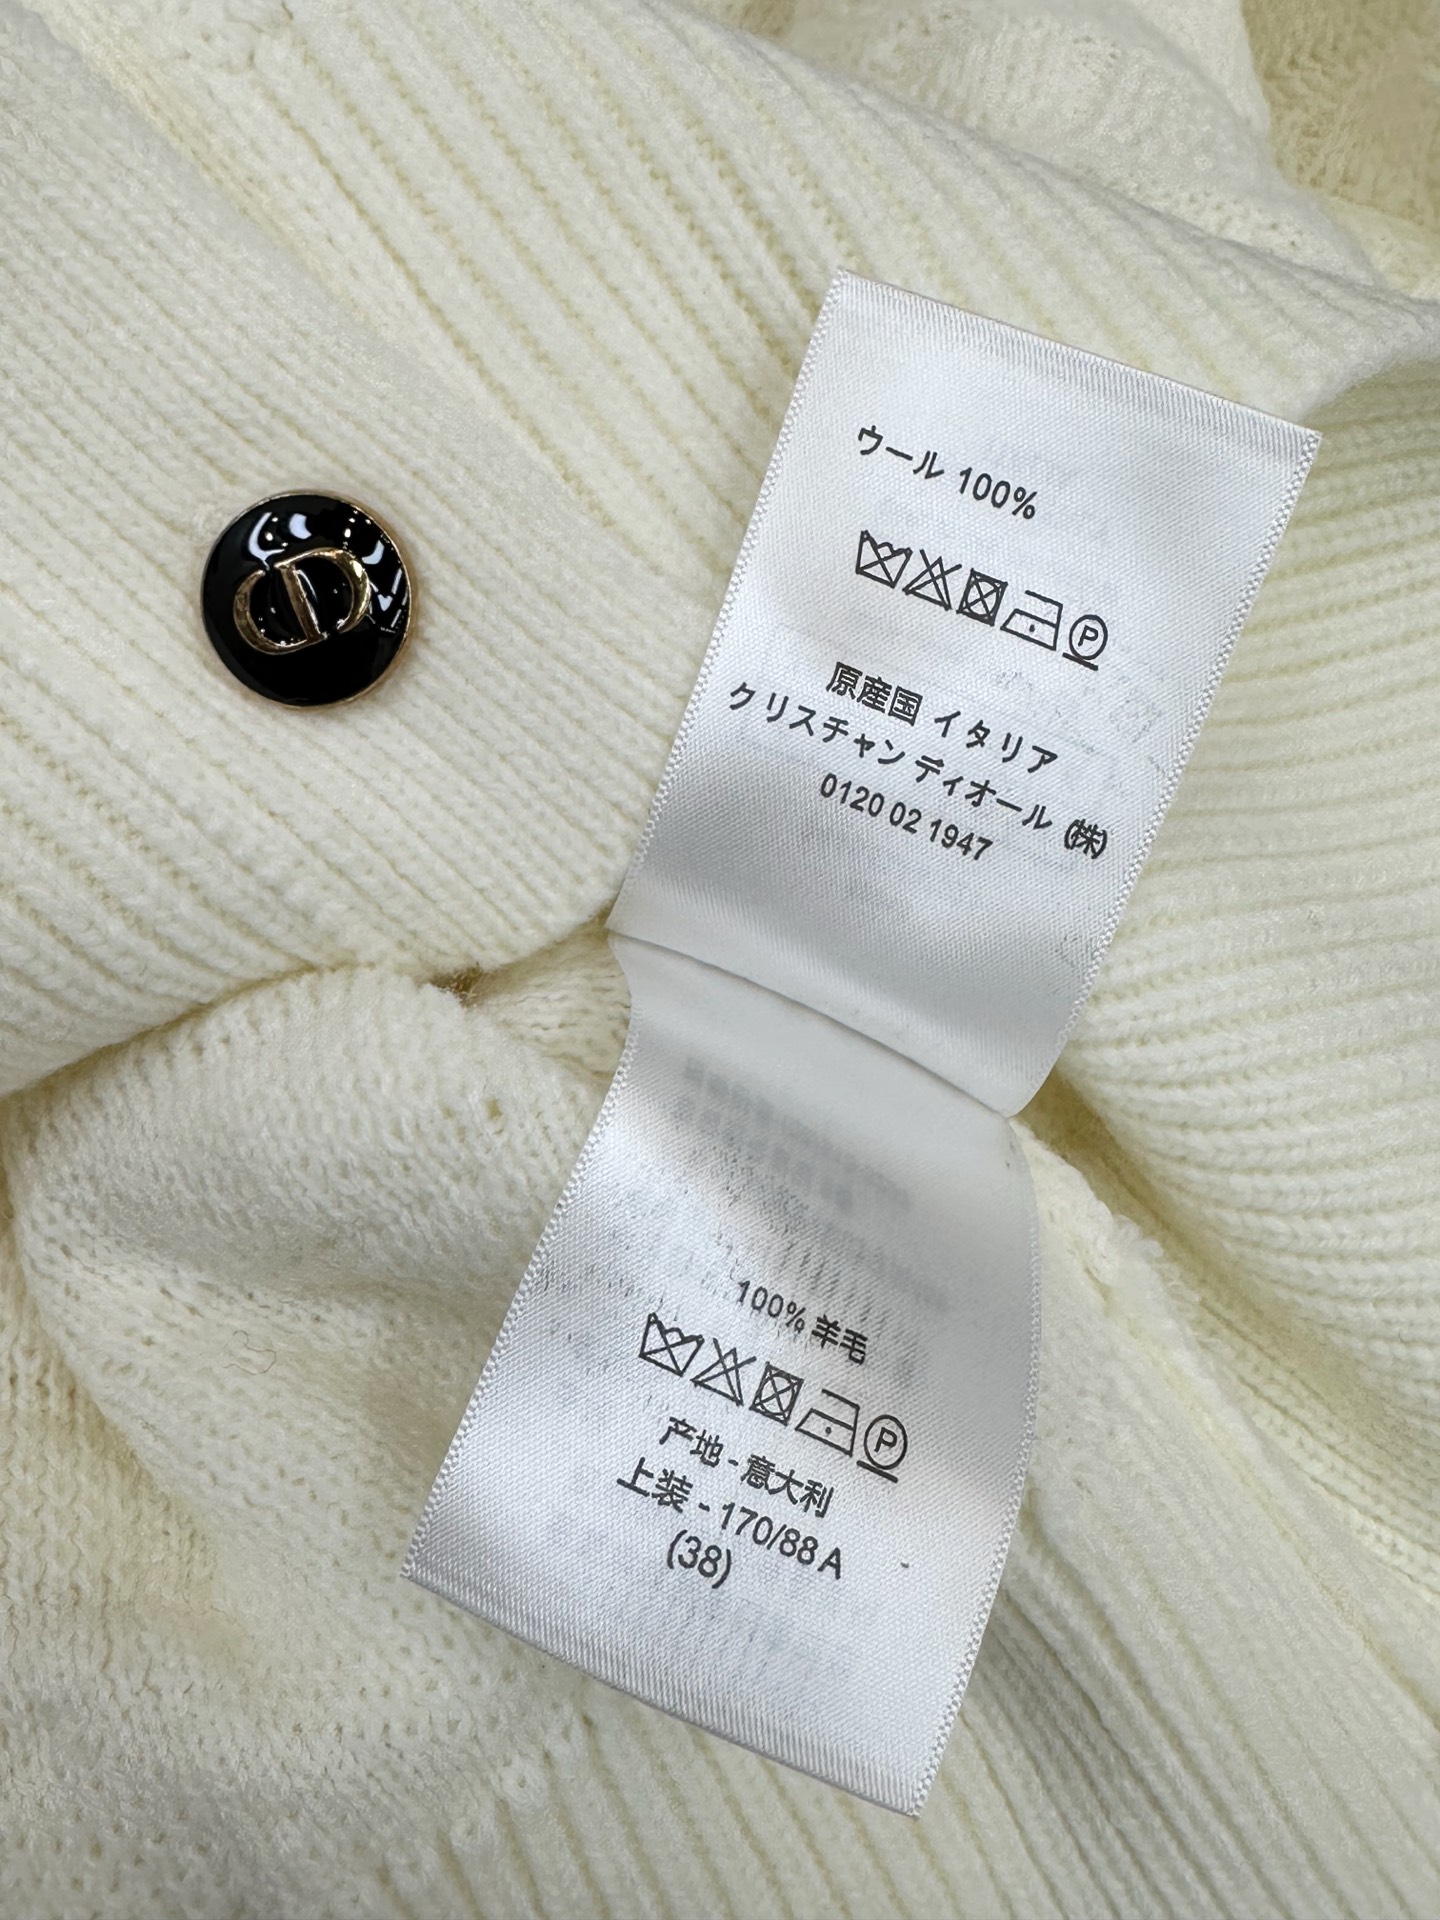 ウール 100%
P
原産国 イタリア
クリスチャン ディオール (株)
0120 02 1947
100% 羊毛
P
产地 - 意大利
上装 - 170/88 A
(38)
CD